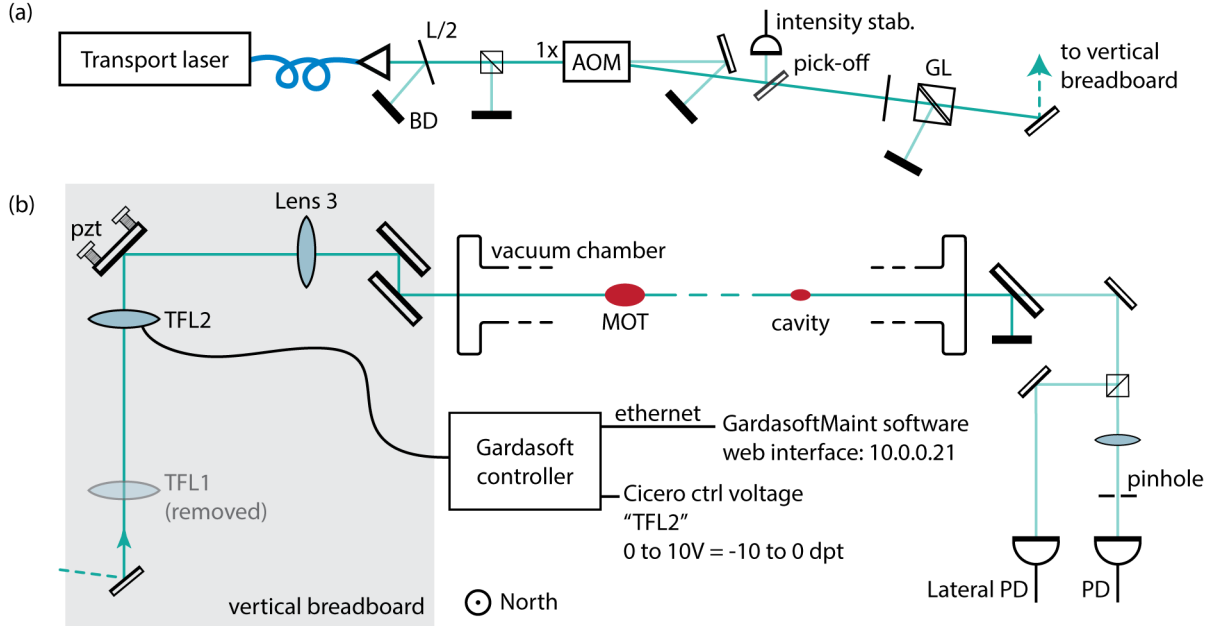 (a)
Transport laser
L/2
BD
1x
AOM
intensity stab.
pick-off
GL
to vertical
breadboard
(b)
pzt
Lens 3
TFL2
TFL1
(removed)
vertical breadboard
vacuum chamber
MOT
cavity
Gardasoft
controller
ethernet
GardasoftMaint software
web interface: 10.0.0.21
Cicero ctrl voltage
“TFL2”
0 to 10V = -10 to 0 dpt
North
pinhole
Lateral PD
PD